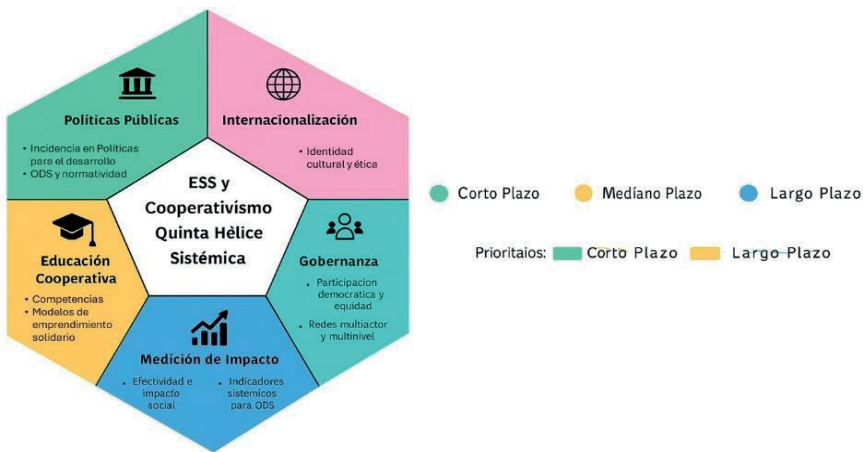 Políticas Públicas
• Incidencia en Políticas
para el desarrollo
• ODS y normatividad
Internacionalización
• Identidad
cultural y ética
ESS y
Cooperativismo
Quinta Hèlice
Sistémica
Educación
Cooperativa
• Competencias
• Modelos de
emprendimiento
solidario
Gobernanza
• Participacion
democratica y
equidad
• Redes multiactor
y multinivel
Medición de Impacto
• Efectividad e
impacto
social
• Indicadores
sistemicos
para ODS
Corto Plazo
Medíano Plazo
Largo Plazo
Prioritaios: Corto Plazo Largo Plazo